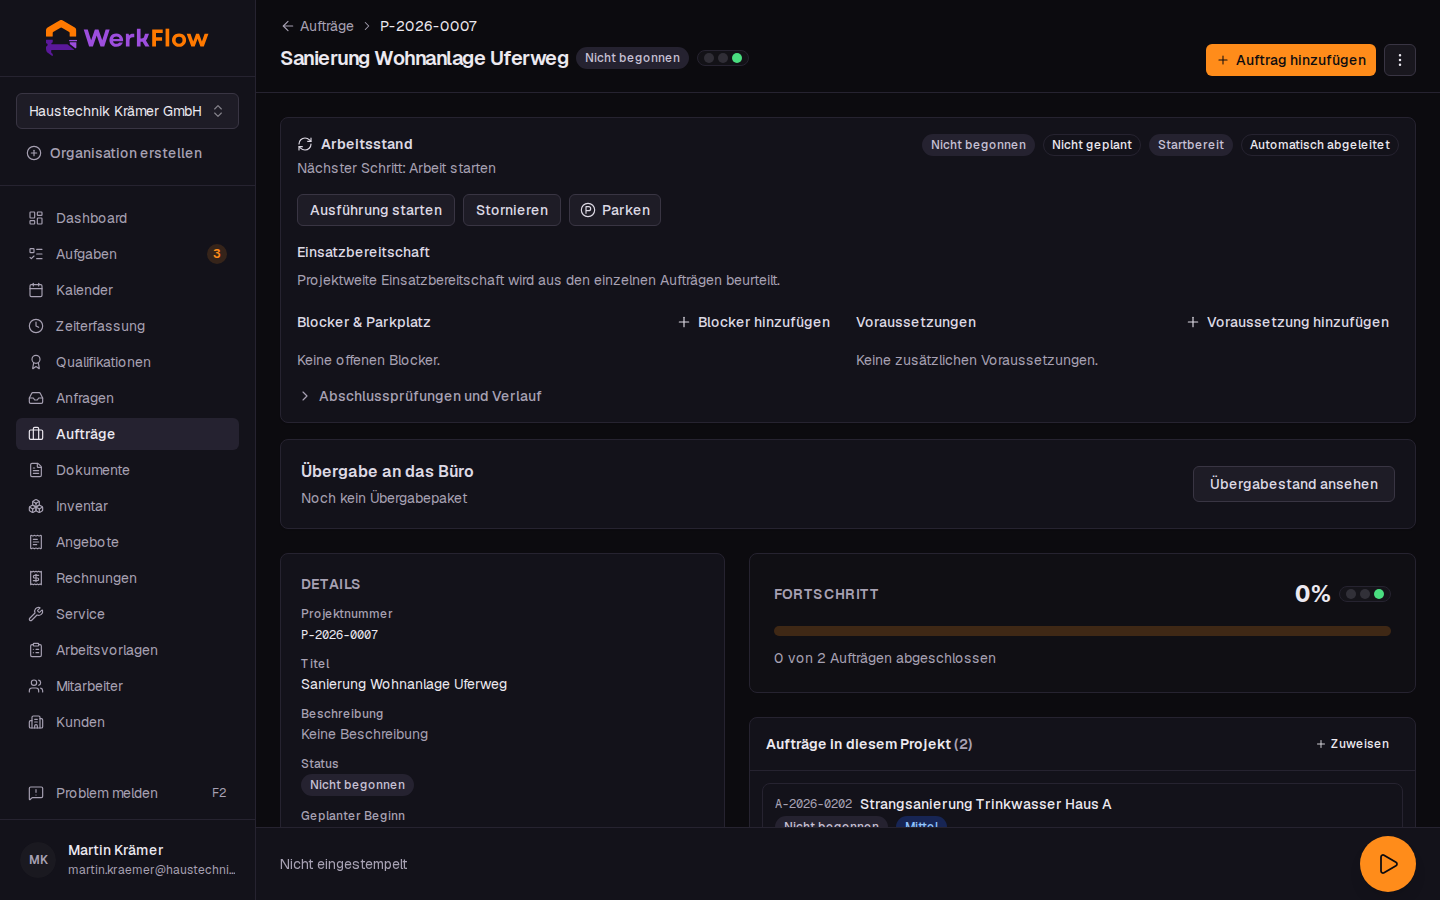 WerkFlow
Haustechnik Krämer GmbH
Organisation erstellen
Dashboard
Aufgaben 3
Kalender
Zeiterfassung
Qualifikationen
Anfragen
Aufträge
Dokumente
Inventar
Angebote
Rechnungen
Service
Arbeitsvorlagen
Mitarbeiter
Kunden
Problem melden F2
MK Martin Krämer
martin.kraemer@haustechni...
Aufträge P-2026-0007
Sanierung Wohnanlage Uferweg Nicht begonnen
Auftrag hinzufügen
Arbeitsstand
Nicht begonnen Nicht geplant Startbereit Automatisch abgeleitet
Nächster Schritt: Arbeit starten
Ausführung starten Stornieren Parken
Einsatzbereitschaft
Projektweite Einsatzbereitschaft wird aus den einzelnen Aufträgen beurteilt.
Blocker & Parkplatz Blocker hinzufügen
Keine offenen Blocker.
Voraussetzungen Voraussetzung hinzufügen
Keine zusätzlichen Voraussetzungen.
Abschlussprüfungen und Verlauf
Übergabe an das Büro
Noch kein Übergabepaket
Übergabestand ansehen
DETAILS
Projektnummer
P-2026-0007
Titel
Sanierung Wohnanlage Uferweg
Beschreibung
Keine Beschreibung
Status
Nicht begonnen
Geplanter Beginn
FORTSCHRITT 0%
0 von 2 Aufträgen abgeschlossen
Aufträge in diesem Projekt (2) Zuweisen
A-2026-0202 Strangsanierung Trinkwasser Haus A
Nicht begonnen Mittel
Nicht eingestempelt